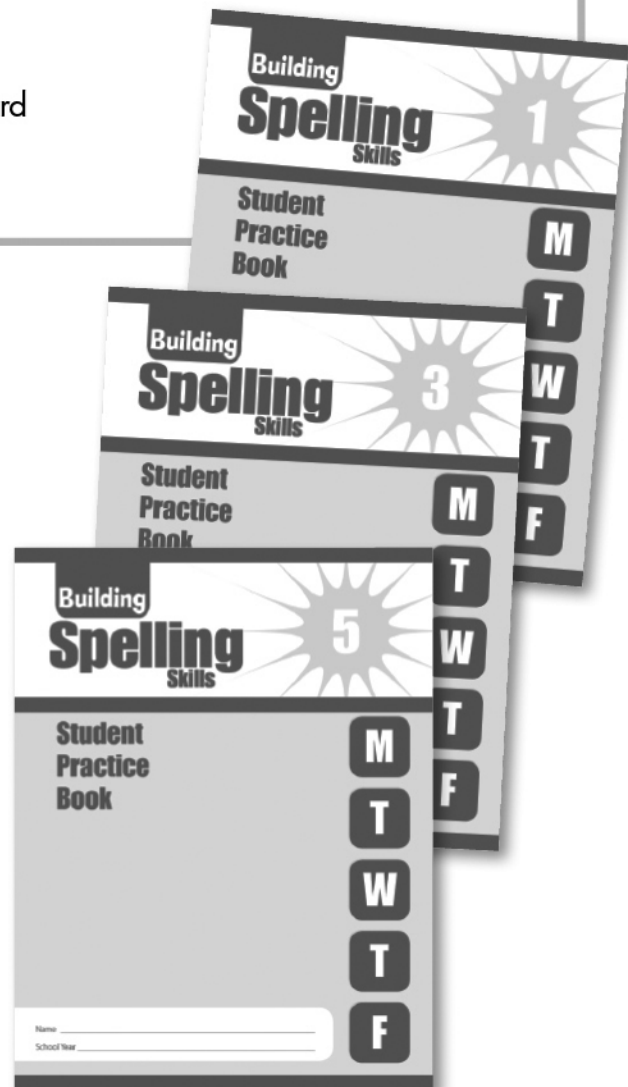 rd
Building
Spelling
Skills
1
Student
Practice
Book
M
T
W
T
F
Building
Spelling
Skills
3
Student
Practice
Book
M
T
W
T
F
Building
Spelling
Skills
5
Student
Practice
Book
M
T
W
T
F
Name
School Year